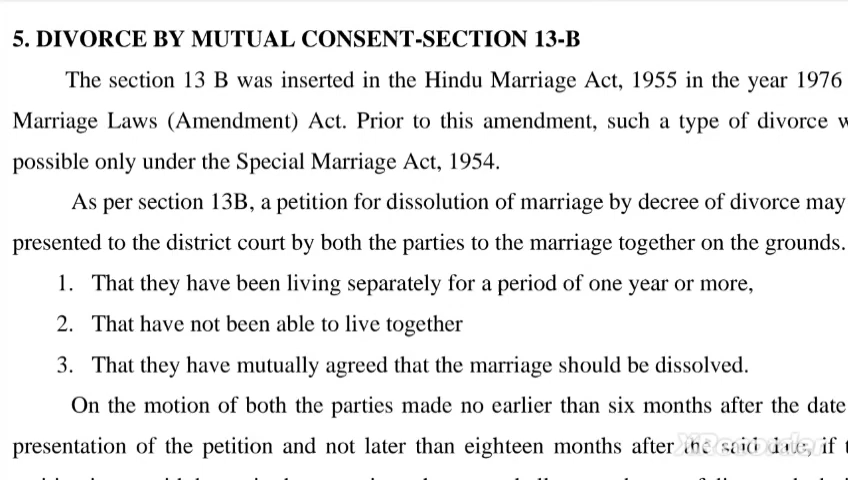 5. DIVORCE BY MUTUAL CONSENT-SECTION 13-B
The section 13 B was inserted in the Hindu Marriage Act, 1955 in the year 1976
Marriage Laws (Amendment) Act. Prior to this amendment, such a type of divorce
possible only under the Special Marriage Act, 1954.
As per section 13B, a petition for dissolution of marriage by decree of divorce may
presented to the district court by both the parties to the marriage together on the grounds.
1. That they have been living separately for a period of one year or more,
2. That have not been able to live together
3. That they have mutually agreed that the marriage should be dissolved.
On the motion of both the parties made no earlier than six months after the date
presentation of the petition and not later than eighteen months after the said date, if